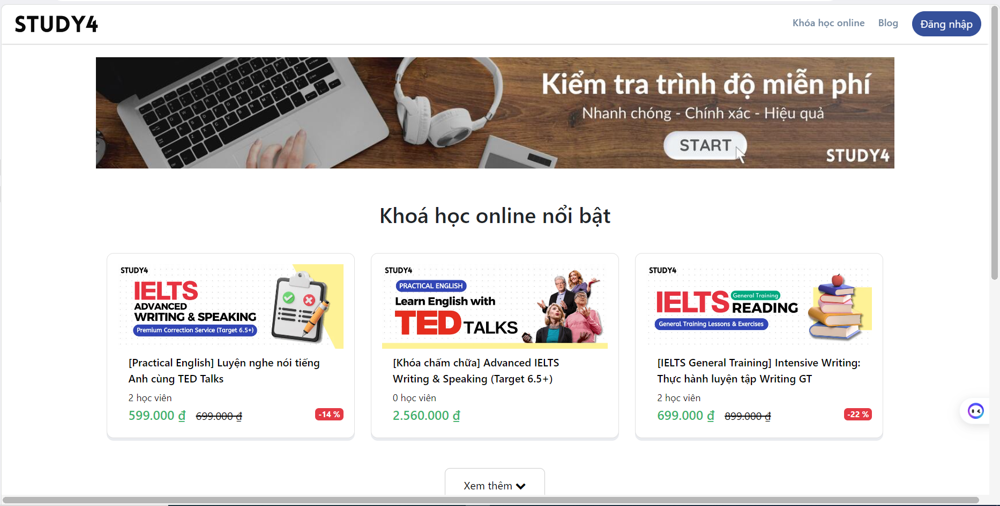 STUDY4
Khóa học online
Blog
Đăng nhập
Kiểm tra trình độ miễn phí
Nhanh chóng - Chính xác - Hiệu quả
START
STUDY4
Khoá học online nổi bật
STUDY4
IELTS
ADVANCED
WRITING & SPEAKING
Premium Correction Service (Target 6.5+)
[Practical English] Luyện nghe nói tiếng
Anh cùng TED Talks
2 học viên
599.000 ₫ 699.000 ₫
-14 %
STUDY4
PRACTICAL ENGLISH
Learn English with
TED TALKS
[Khóa chấm chữa] Advanced IELTS
Writing & Speaking (Target 6.5+)
0 học viên
2.560.000 ₫
STUDY4
IELTS General Training
READING
General Training Lessons & Exercises
[IELTS General Training] Intensive Writing:
Thực hành luyện tập Writing GT
2 học viên
699.000 ₫ 899.000 ₫
-22 %
Xem thêm